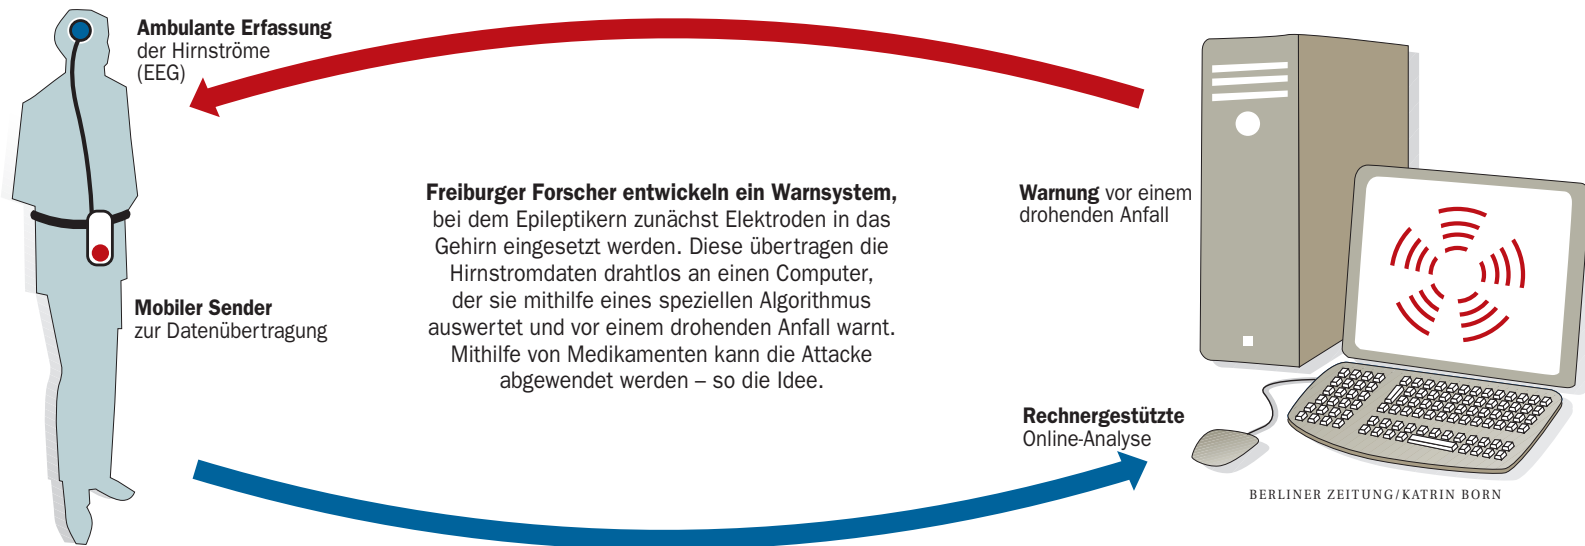 Ambulante Erfassung
der Hirnströme
(EEG)
Freiburger Forscher entwickeln ein Warnsystem,
bei dem Epileptikern zunächst Elektroden in das
Gehirn eingesetzt werden. Diese übertragen die
Hirnstromdaten drahtlos an einen Computer,
der sie mithilfe eines speziellen Algorithmus
auswertet und vor einem drohenden Anfall warnt.
Mithilfe von Medikamenten kann die Attacke
abgewendet werden – so die Idee.
Warnung vor einem
drohenden Anfall
Mobiler Sender
zur Datenübertragung
Rechnergestützte
Online-Analyse
BERLINER ZEITUNG/KATRIN BORN